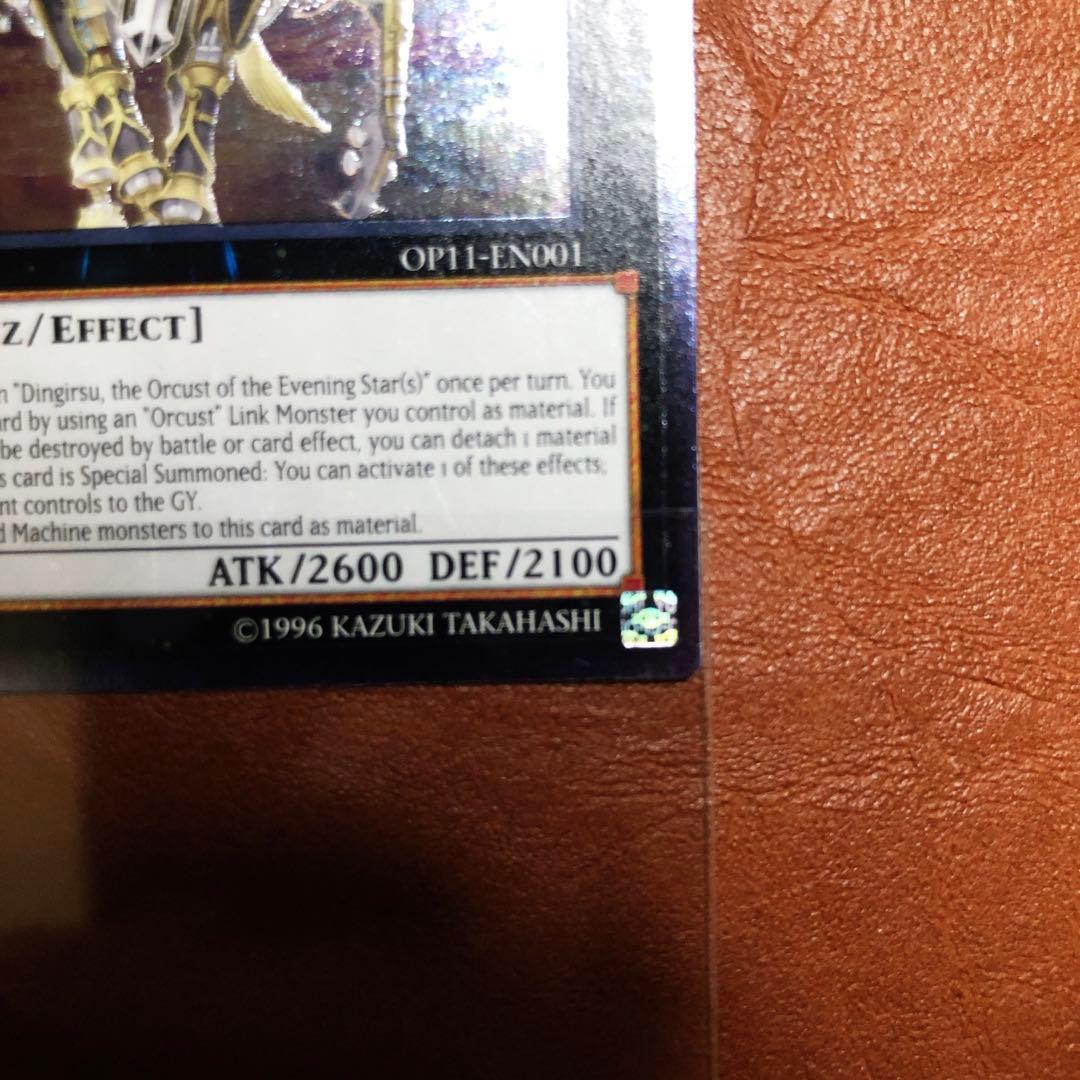 OP11-EN001
z/EFFECT]
"Dingirsu, the Orcust of the Evening Star(s)" once per turn. You
by using an "Orcust" Link Monster you control as material. If
be destroyed by battle or card effect, you can detach 1 material
card is Special Summoned: You can activate 1 of these effects;
controls to the GY.
Machine monsters to this card as material.
ATK/2600 DEF/2100
©1996 KAZUKI TAKAHASHI